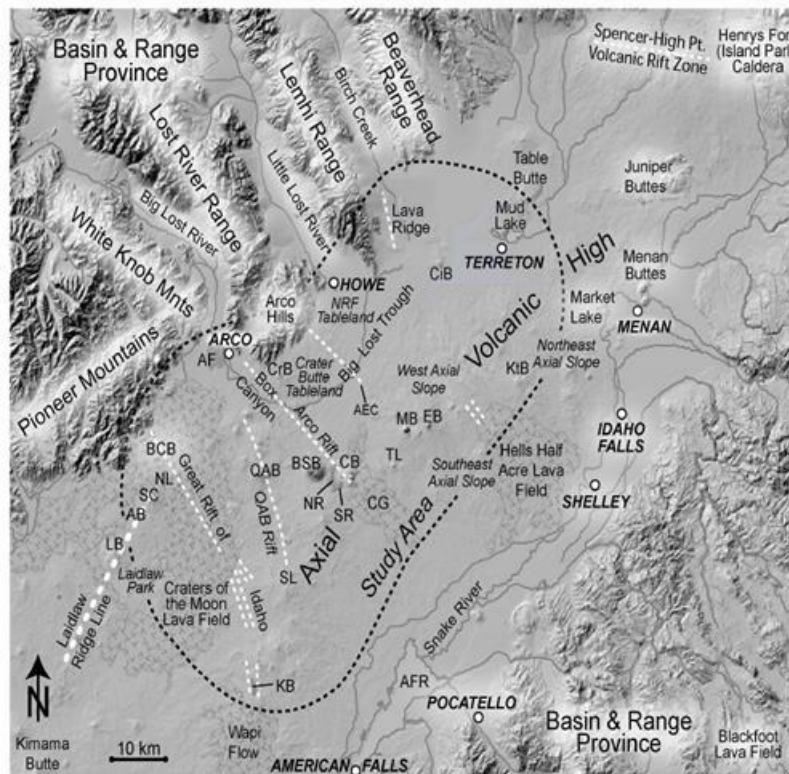 Basin & Range
Province
Spencer-High Pt.
Volcanic Rift Zone
Henrys For
(Island Park
Caldera
Beaverhead
Range
Birch Creek
Lemhi Range
Lost River Range
Little Lost River
Big Lost River
White Knob Mnts
Pioneer Mountains
Table
Butte
Juniper
Buttes
Mud
Lake
TERRETON
Lava
Ridge
CiB
High
Menan
Buttes
Market
Lake
MENAN
HOWE
NRF
Tableland
Arco
Hills
Big Lost Trough
Volcanic
ARCO
AF
CrB
Crater
Butte
Tableland
Northeast
Axial Slope
West Axial
Slope
KtB
AEC
Box
Canyon
Arco Rift
MB
EB
IDAHO
FALLS
BCB
NL
SC
AB
LB
Great Rift of
Idaho
QAB
QAB Rift
BSB
CB
TL
NR
SR
CG
Southeast
Axial Slope
Hells Half
Acre Lava
Field
SHELLEY
Axial
Study Area
SL
Laidlaw
Park
Craters of
the Moon
Lava Field
Laidlaw
Ridge Line
Snake River
N
KB
AFR
POCATELLO
Basin & Range
Province
Kimama
Butte
10 km
Wapi
Flow
AMERICAN FALLS
Blackfoot
Lava Field